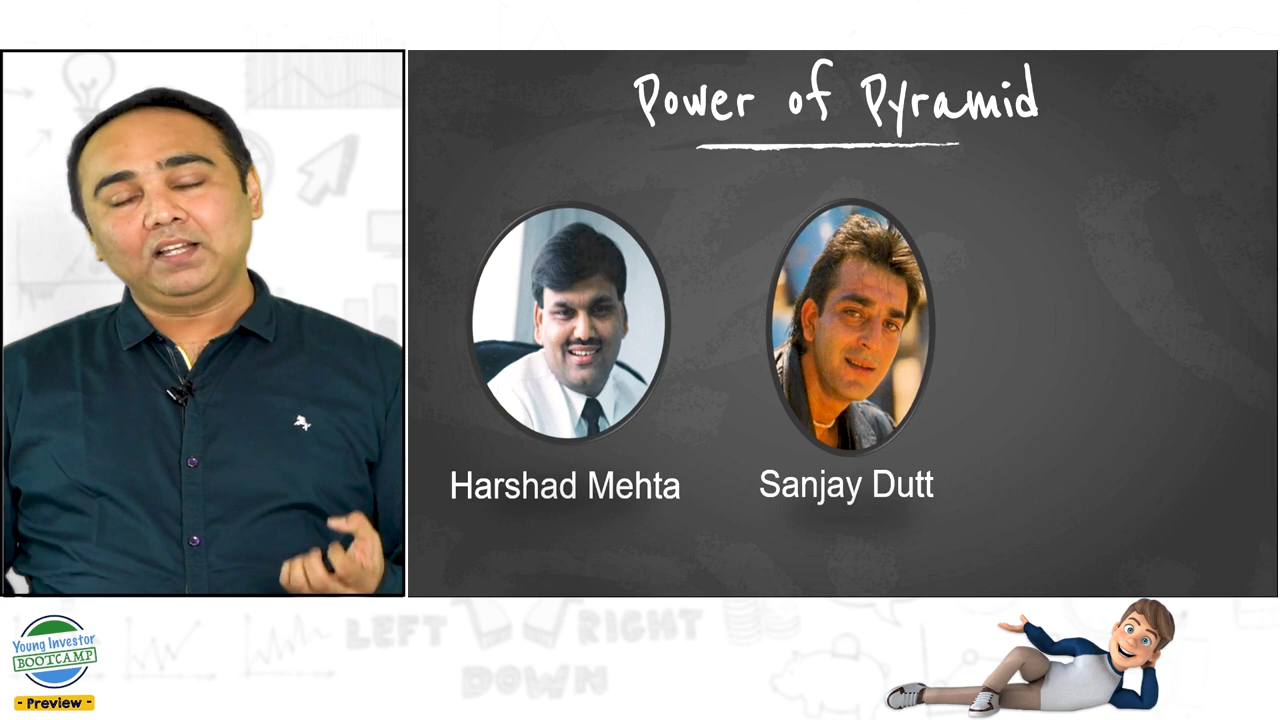 Power of Pyramid
Harshad Mehta
Sanjay Dutt
Young Investor
BOOTCAMP
- Preview -
LEFT
RIGHT
DOWN